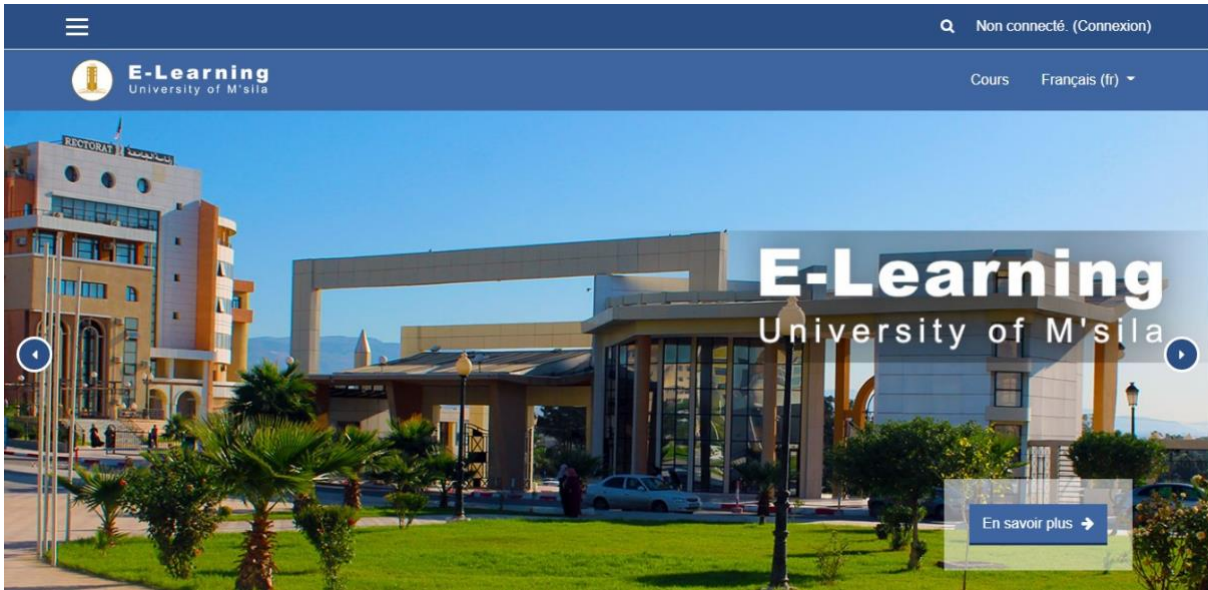 Non connecté. (Connexion)
E-Learning
University of M'sila
Cours
Français (fr)
RECTORAT
E-Learning
University of M'sila
En savoir plus